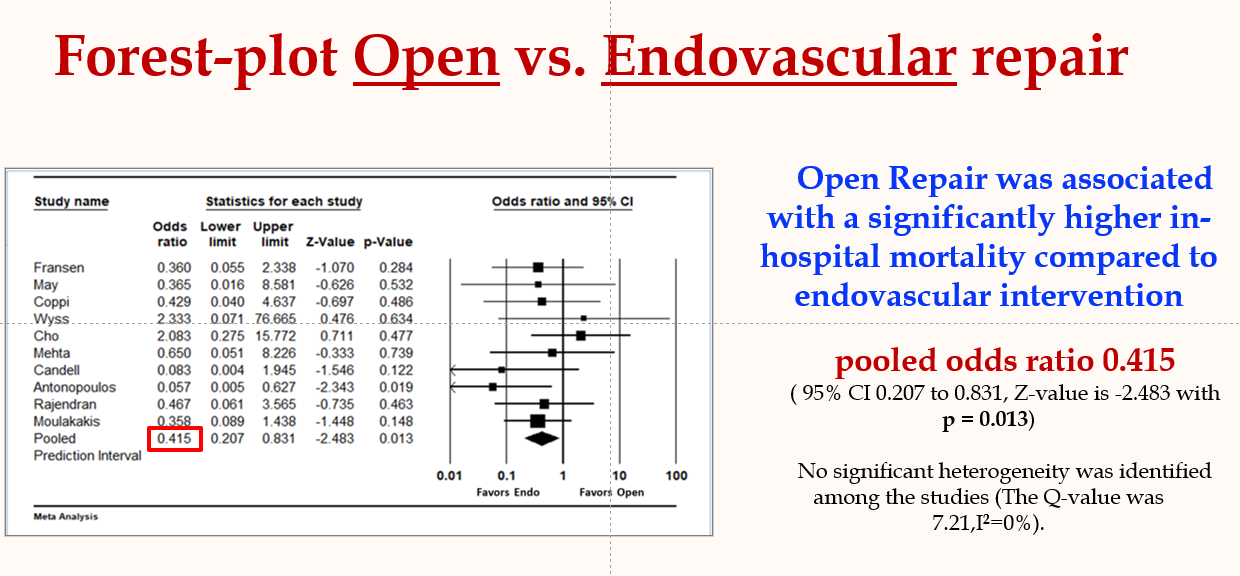 Forest-plot Open vs. Endovascular repair
Study name Statistics for each study Odds ratio and 95% CI
Odds ratio Lower limit Upper limit Z-Value p-Value
Fransen 0.360 0.055 2.338 -1.070 0.284
May 0.365 0.016 8.581 -0.626 0.532
Coppi 0.429 0.040 4.637 -0.697 0.486
Wyss 2.333 0.071 76.665 0.476 0.634
Cho 2.083 0.275 15.772 0.711 0.477
Mehta 0.650 0.051 8.226 -0.333 0.739
Candell 0.083 0.004 1.945 -1.546 0.122
Antonopoulos 0.057 0.005 0.627 -2.343 0.019
Rajendran 0.467 0.061 3.565 -0.735 0.463
Moulakakis 0.358 0.089 1.438 -1.448 0.148
Pooled 0.415 0.207 0.831 -2.483 0.013
Prediction Interval
0.01 0.1 1 10 100
Favors Endo Favors Open
Meta Analysis
Open Repair was associated
with a significantly higher in-
hospital mortality compared to
endovascular intervention
pooled odds ratio 0.415
( 95% CI 0.207 to 0.831, Z-value is -2.483 with
p = 0.013)
No significant heterogeneity was identified
among the studies (The Q-value was
7.21,I²=0%).